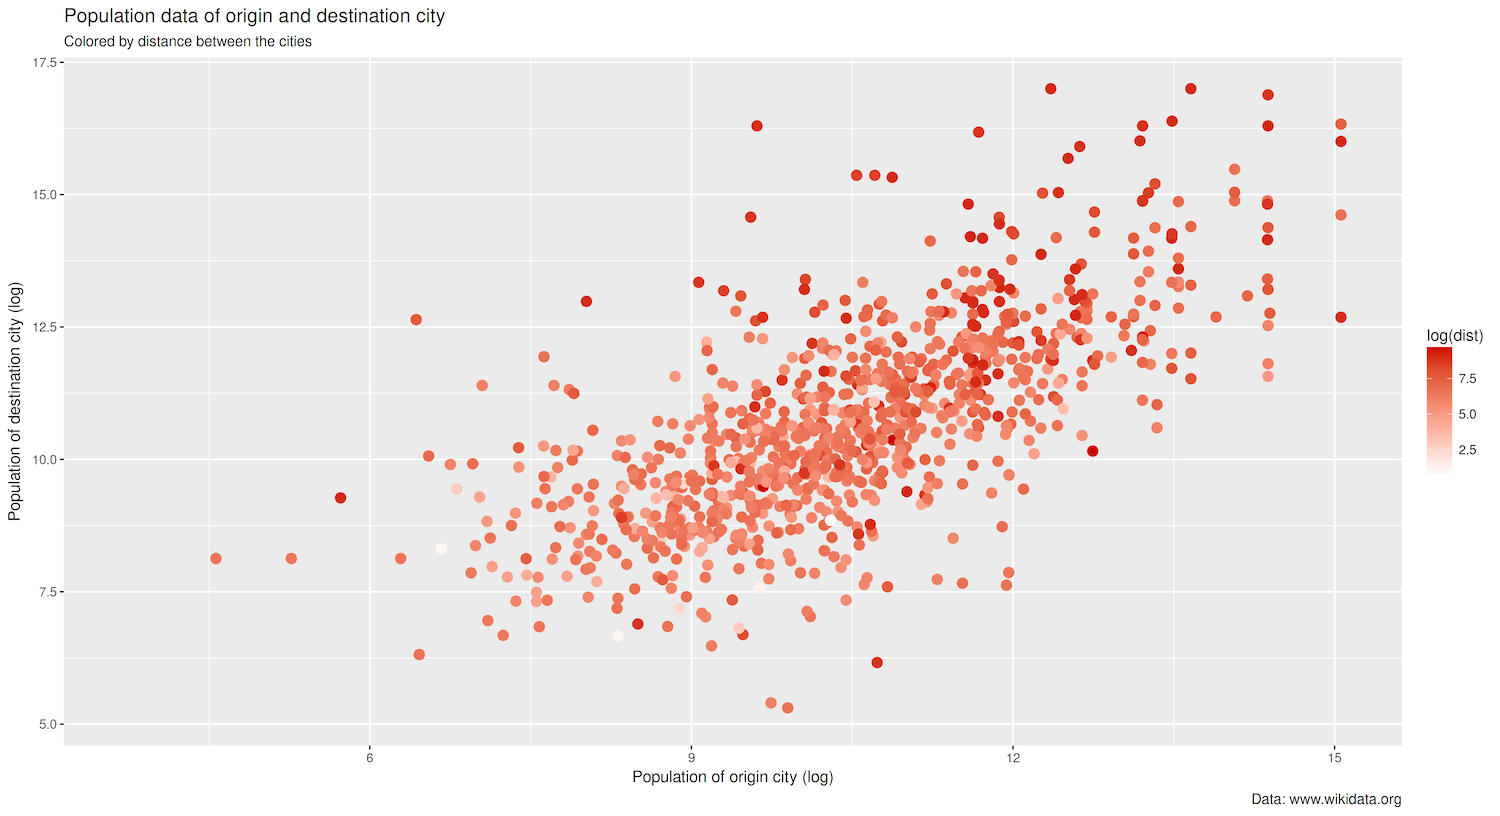 Population data of origin and destination city
Colored by distance between the cities
17.5
15.0
12.5
10.0
7.5
5.0
Population of destination city (log)
6
9
12
15
Population of origin city (log)
log(dist)
7.5
5.0
2.5
Data: www.wikidata.org